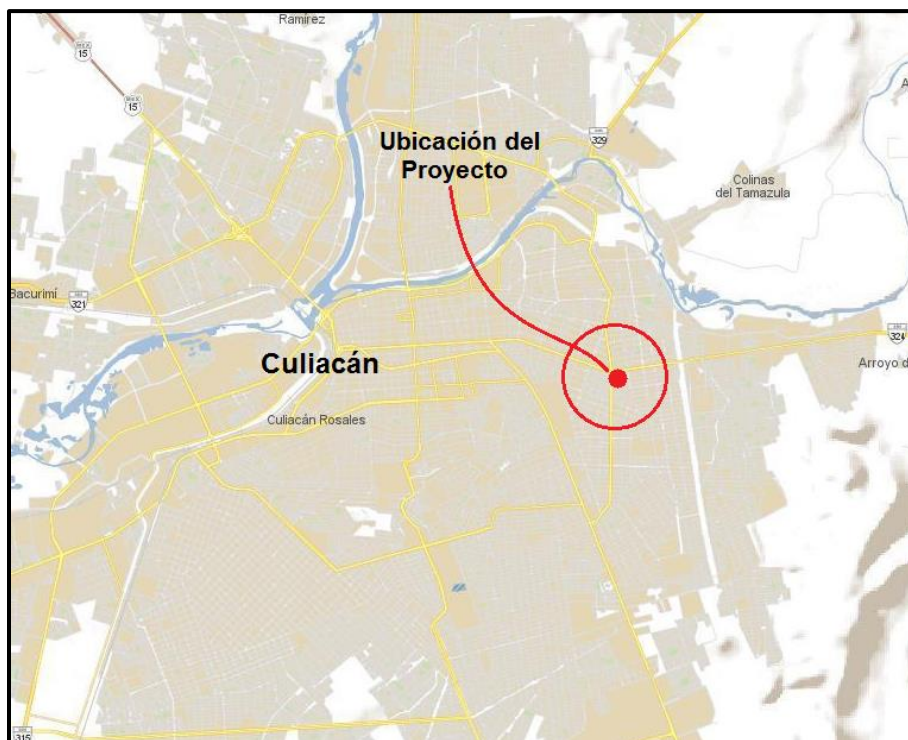 Ramírez
15
15
Ubicación del
Proyecto
329
Colinas
del Tamazula
Bacurimí
321
324
Culiacán
Arroyo d
Culiacán Rosales
315